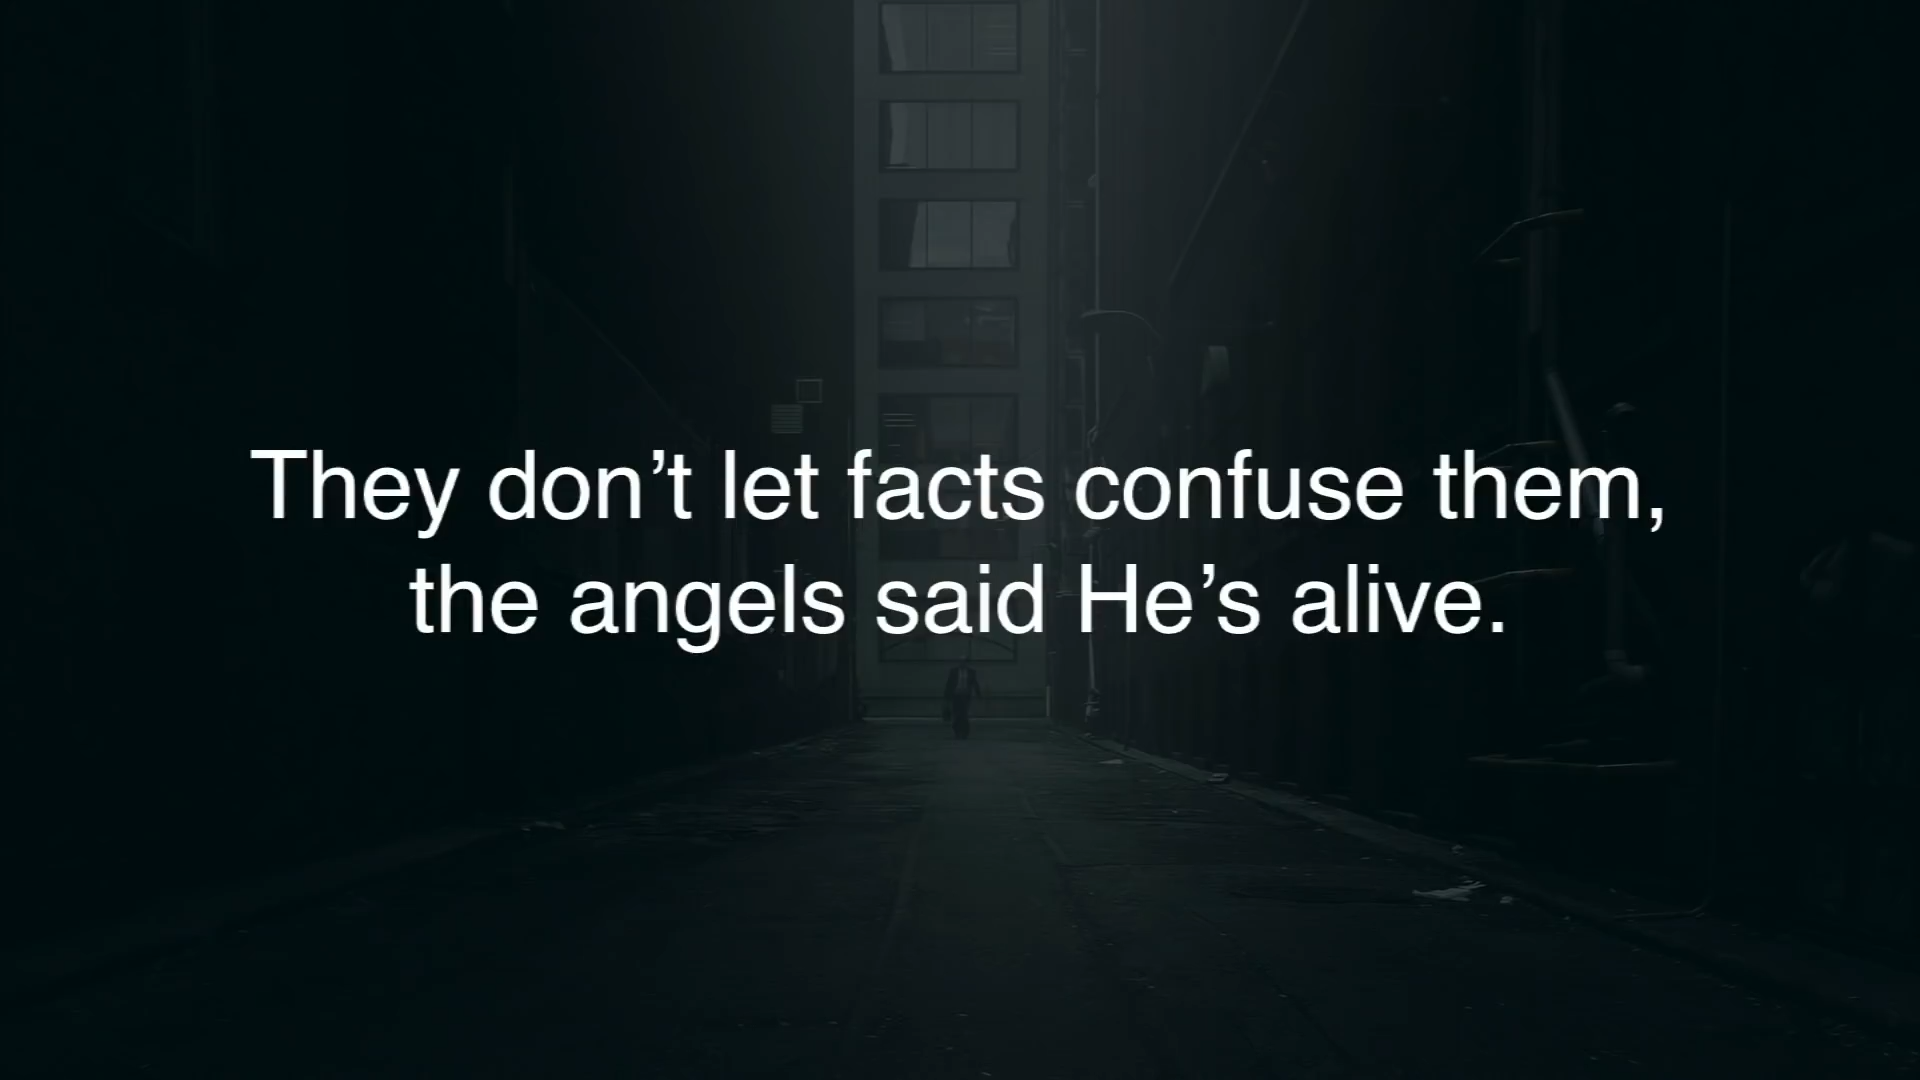 They don’t let facts confuse them,
the angels said He’s alive.